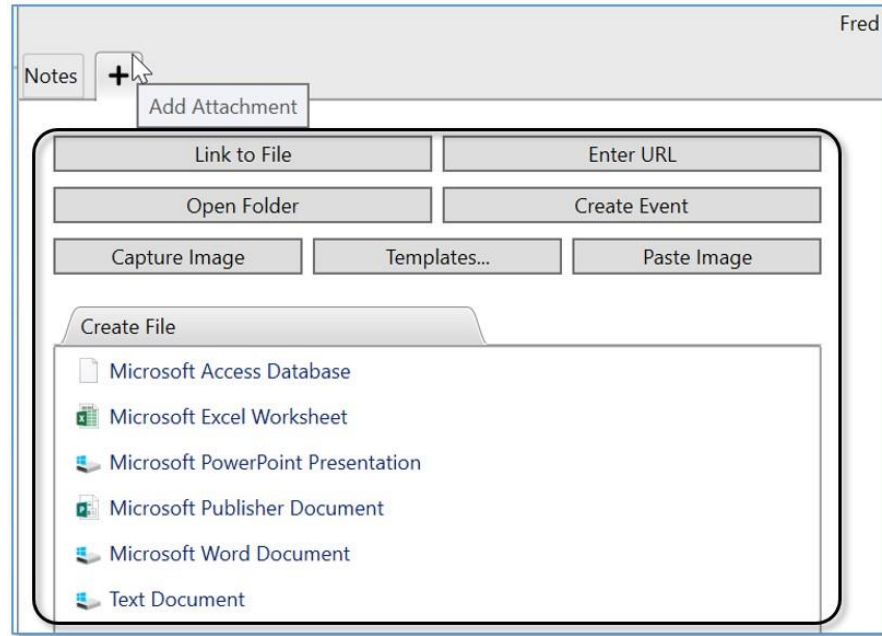 Fred
Notes +
Add Attachment
Link to File Enter URL
Open Folder Create Event
Capture Image Templates... Paste Image
Create File
Microsoft Access Database
Microsoft Excel Worksheet
Microsoft PowerPoint Presentation
Microsoft Publisher Document
Microsoft Word Document
Text Document